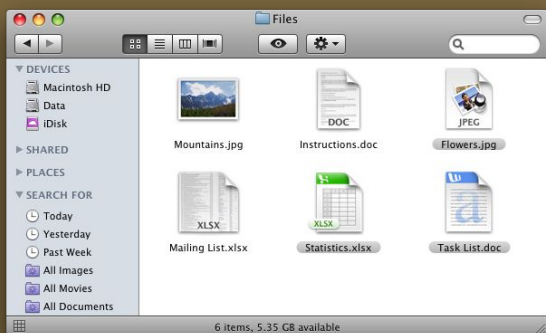 Files
DEVICES
Macintosh HD
Data
iDisk
SHARED
PLACES
SEARCH FOR
Today
Yesterday
Past Week
All Images
All Movies
All Documents
DOC
JPEG
Mountains.jpg
Instructions.doc
Flowers.jpg
XLSX
XLSX
Mailing List.xlsx
Statistics.xlsx
Task List.doc
6 items, 5.35 GB available